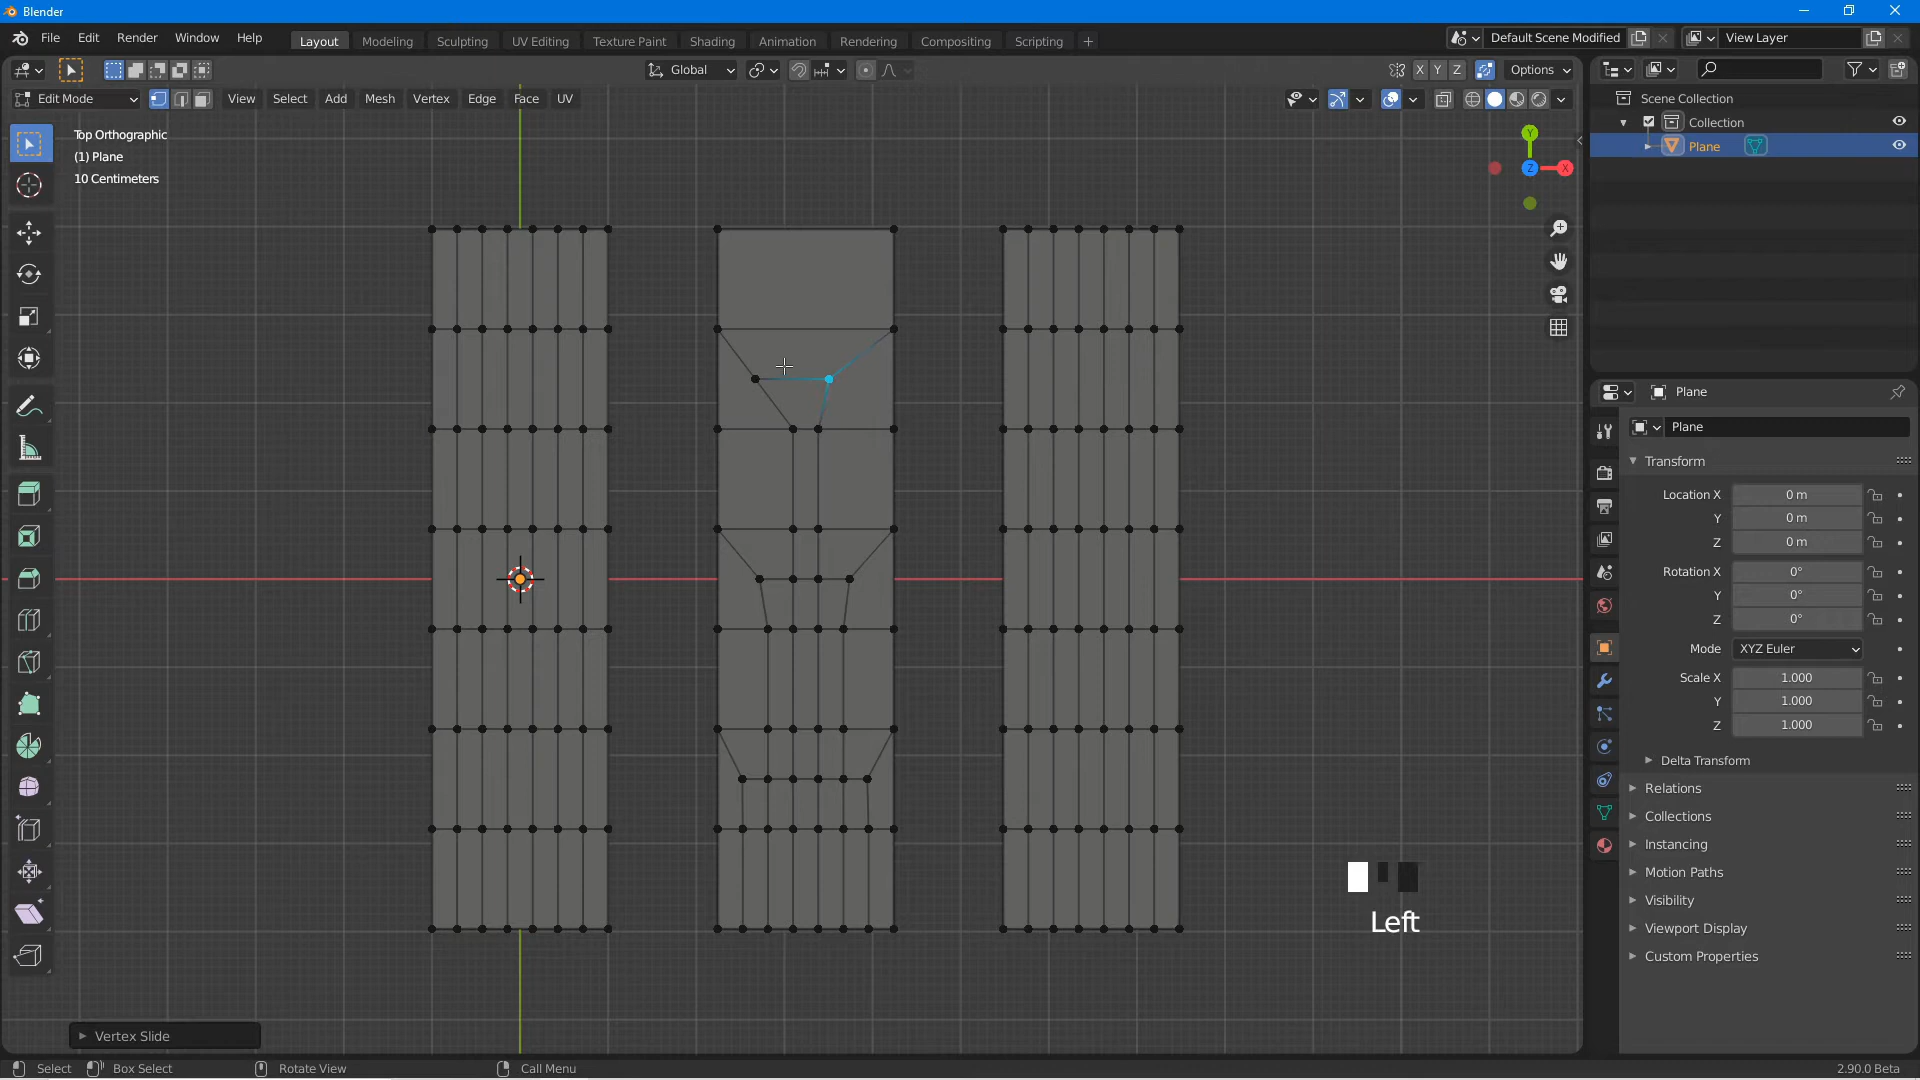 Blender
File Edit Render Window Help Layout Modeling Sculpting UV Editing Texture Paint Shading Animation Rendering Compositing Scripting + Default Scene Modified View Layer
Global X Y Z Options
Edit Mode View Select Add Mesh Vertex Edge Face UV
Scene Collection
Collection
Plane
Top Orthographic
(1) Plane
10 Centimeters
Y
Z X
Plane
Plane
Transform
Location X 0 m
Y 0 m
Z 0 m
Rotation X 0°
Y 0°
Z 0°
Mode XYZ Euler
Scale X 1.000
Y 1.000
Z 1.000
Delta Transform
Relations
Collections
Instancing
Motion Paths
Visibility
Viewport Display
Custom Properties
Left
Vertex Slide
Select Box Select Rotate View Call Menu 2.90.0 Beta